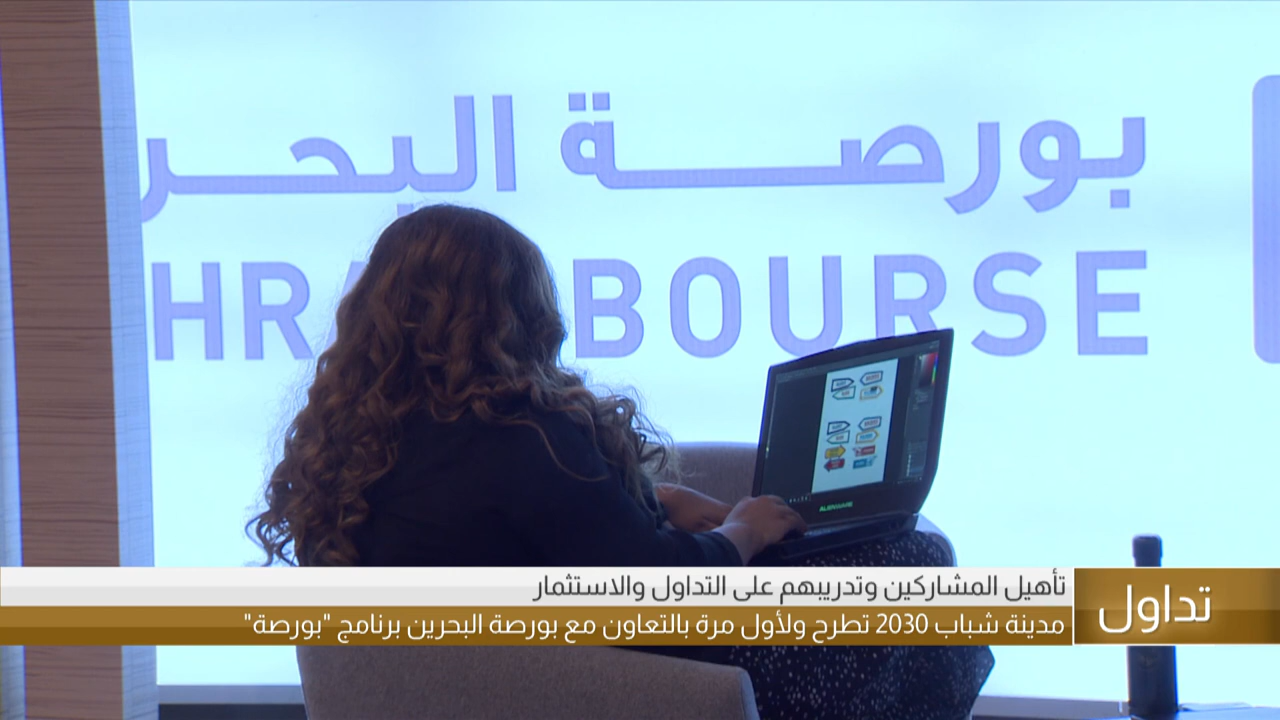 بورصة البحر
HRA BOURSE
ALIENWARE
تأهيل المشاركين وتدريبهم على التداول والاستثمار
تداول
مدينة شباب 2030 تطرح ولأول مرة بالتعاون مع بورصة البحرين برنامج "بورصة"